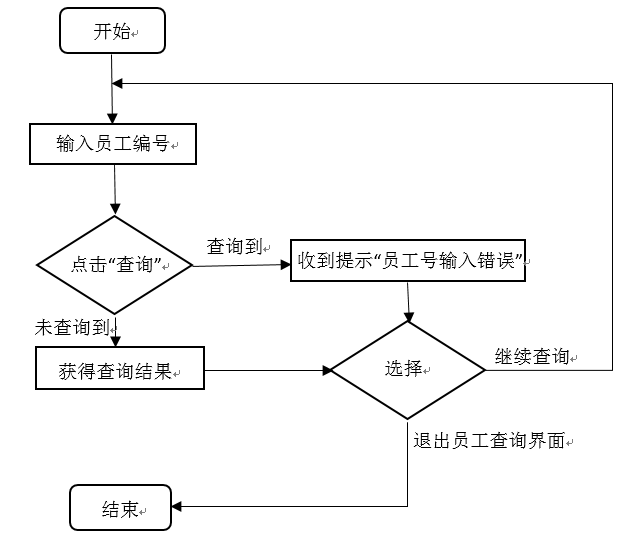 开始
输入员工编号
点击“查询”
查询到
收到提示“员工号输入错误”
未查询到
获得查询结果
选择
继续查询
退出员工查询界面
结束